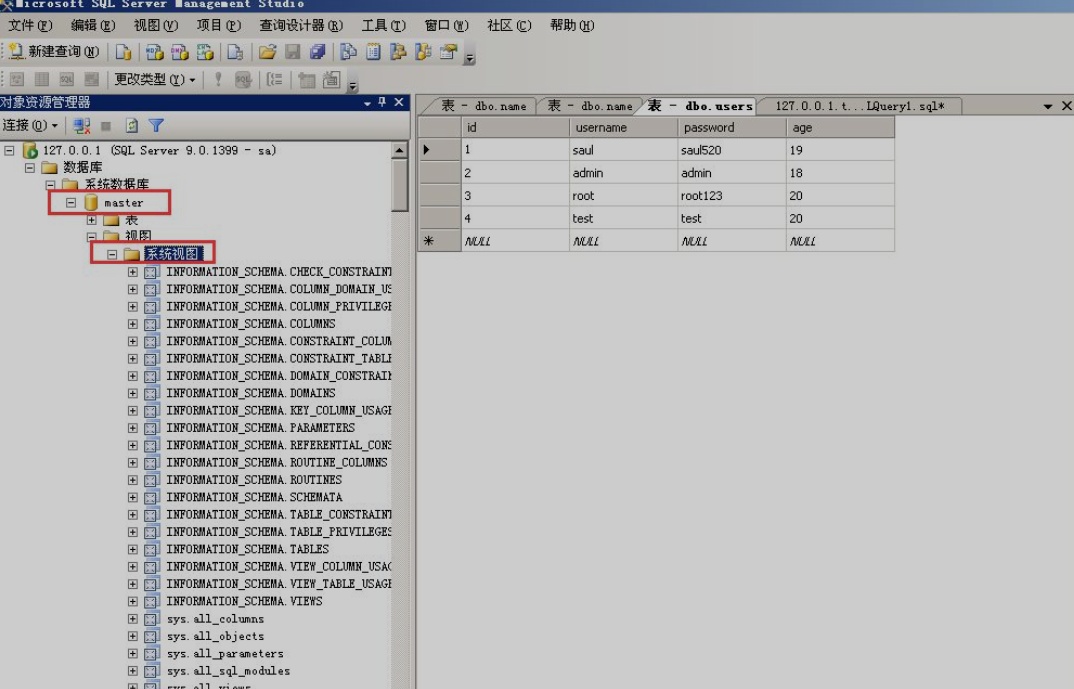 Microsoft SQL Server Management Studio
文件(F) 编辑(E) 视图(V) 项目(P) 查询设计器(R) 工具(T) 窗口(W) 社区(C) 帮助(H)
新建查询(N)
更改类型(Y)
对象资源管理器
连接(O)
127.0.0.1 (SQL Server 9.0.1399 - sa)
数据库
系统数据库
master
表
视图
系统视图
INFORMATION_SCHEMA.CHECK_CONSTRAINT
INFORMATION_SCHEMA.COLUMN_DOMAIN_US
INFORMATION_SCHEMA.COLUMN_PRIVILEGE
INFORMATION_SCHEMA.COLUMNS
INFORMATION_SCHEMA.CONSTRAINT_COLUM
INFORMATION_SCHEMA.CONSTRAINT_TABLE
INFORMATION_SCHEMA.DOMAIN_CONSTRAIN
INFORMATION_SCHEMA.DOMAINS
INFORMATION_SCHEMA.KEY_COLUMN_USAGE
INFORMATION_SCHEMA.PARAMETERS
INFORMATION_SCHEMA.REFERENTIAL_CONS
INFORMATION_SCHEMA.ROUTINE_COLUMNS
INFORMATION_SCHEMA.ROUTINES
INFORMATION_SCHEMA.SCHEMATA
INFORMATION_SCHEMA.TABLE_CONSTRAINT
INFORMATION_SCHEMA.TABLE_PRIVILEGES
INFORMATION_SCHEMA.TABLES
INFORMATION_SCHEMA.VIEW_COLUMN_USAG
INFORMATION_SCHEMA.VIEW_TABLE_USAGE
INFORMATION_SCHEMA.VIEWS
sys.all_columns
sys.all_objects
sys.all_parameters
sys.all_sql_modules
sys.all_views
表 - dbo.name 表 - dbo.name 表 - dbo.users 127.0.0.1.t...LQuery1.sql*
id username password age
1 saul saul520 19
2 admin admin 18
3 root root123 20
4 test test 20
NULL NULL NULL NULL